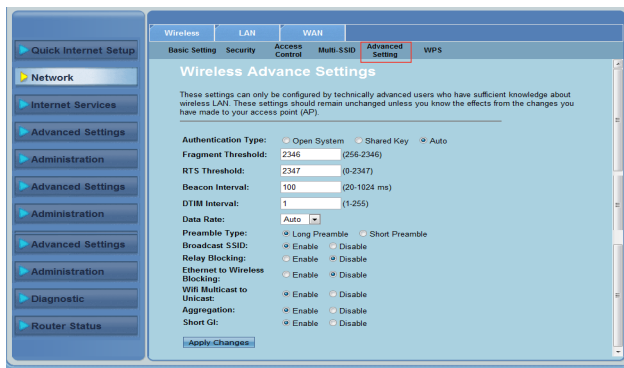 Wireless LAN WAN
Basic Setting Security Access Control Multi-SSID Advanced Setting WPS
Quick Internet Setup
Network
Internet Services
Advanced Settings
Administration
Advanced Settings
Administration
Advanced Settings
Administration
Diagnostic
Router Status
Wireless Advance Settings
These settings can only be configured by technically advanced users who have sufficient knowledge about
wireless LAN. These settings should remain unchanged unless you know the effects from the changes you
have made to your access point (AP).
Authentication Type: Open System Shared Key Auto
Fragment Threshold: 2346 (256-2346)
RTS Threshold: 2347 (0-2347)
Beacon Interval: 100 (20-1024 ms)
DTIM Interval: 1 (1-255)
Data Rate: Auto
Preamble Type: Long Preamble Short Preamble
Broadcast SSID: Enable Disable
Relay Blocking: Enable Disable
Ethernet to Wireless Blocking: Enable Disable
Wifi Multicast to Unicast: Enable Disable
Aggregation: Enable Disable
Short GI: Enable Disable
Apply Changes